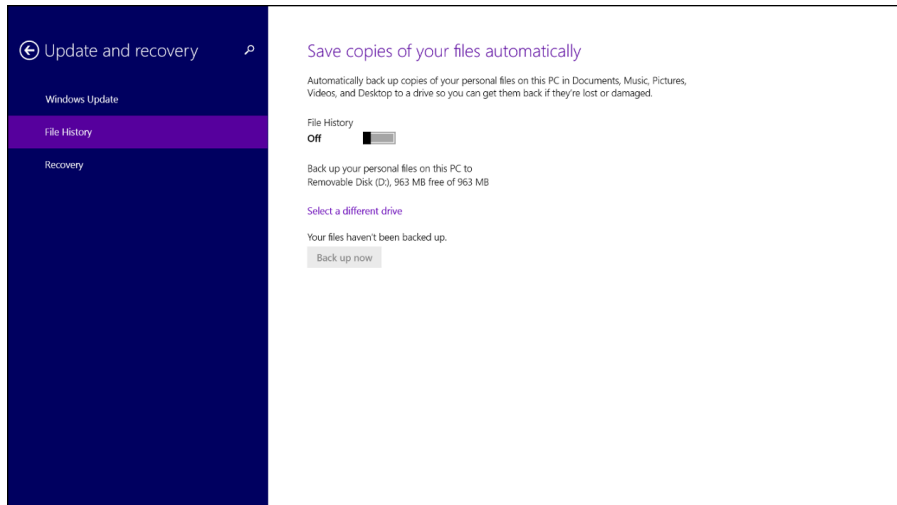 Update and recovery
Windows Update
File History
Recovery
Save copies of your files automatically
Automatically back up copies of your personal files on this PC in Documents, Music, Pictures,
Videos, and Desktop to a drive so you can get them back if they're lost or damaged.
File History
Off
Back up your personal files on this PC to
Removable Disk (D:), 963 MB free of 963 MB
Select a different drive
Your files haven't been backed up.
Back up now